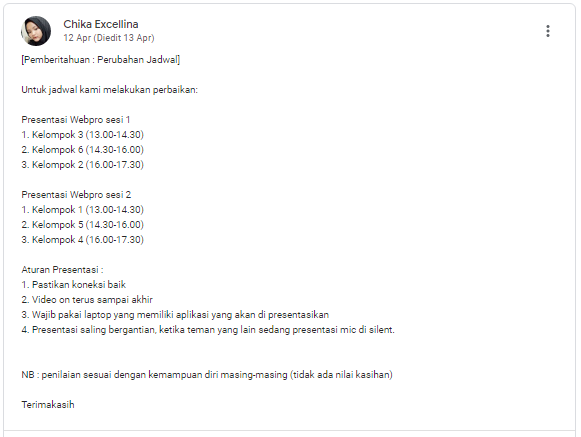 Chika Excellina
12 Apr (Diedit 13 Apr)
[Pemberitahuan : Perubahan Jadwal]
Untuk jadwal kami melakukan perbaikan:
Presentasi Webpro sesi 1
1. Kelompok 3 (13.00-14.30)
2. Kelompok 6 (14.30-16.00)
3. Kelompok 2 (16.00-17.30)
Presentasi Webpro sesi 2
1. Kelompok 1 (13.00-14.30)
2. Kelompok 5 (14.30-16.00)
3. Kelompok 4 (16.00-17.30)
Aturan Presentasi :
1. Pastikan koneksi baik
2. Video on terus sampai akhir
3. Wajib pakai laptop yang memiliki aplikasi yang akan di presentasikan
4. Presentasi saling bergantian, ketika teman yang lain sedang presentasi mic di silent.
NB : penilaian sesuai dengan kemampuan diri masing-masing (tidak ada nilai kasihan)
Terimakasih